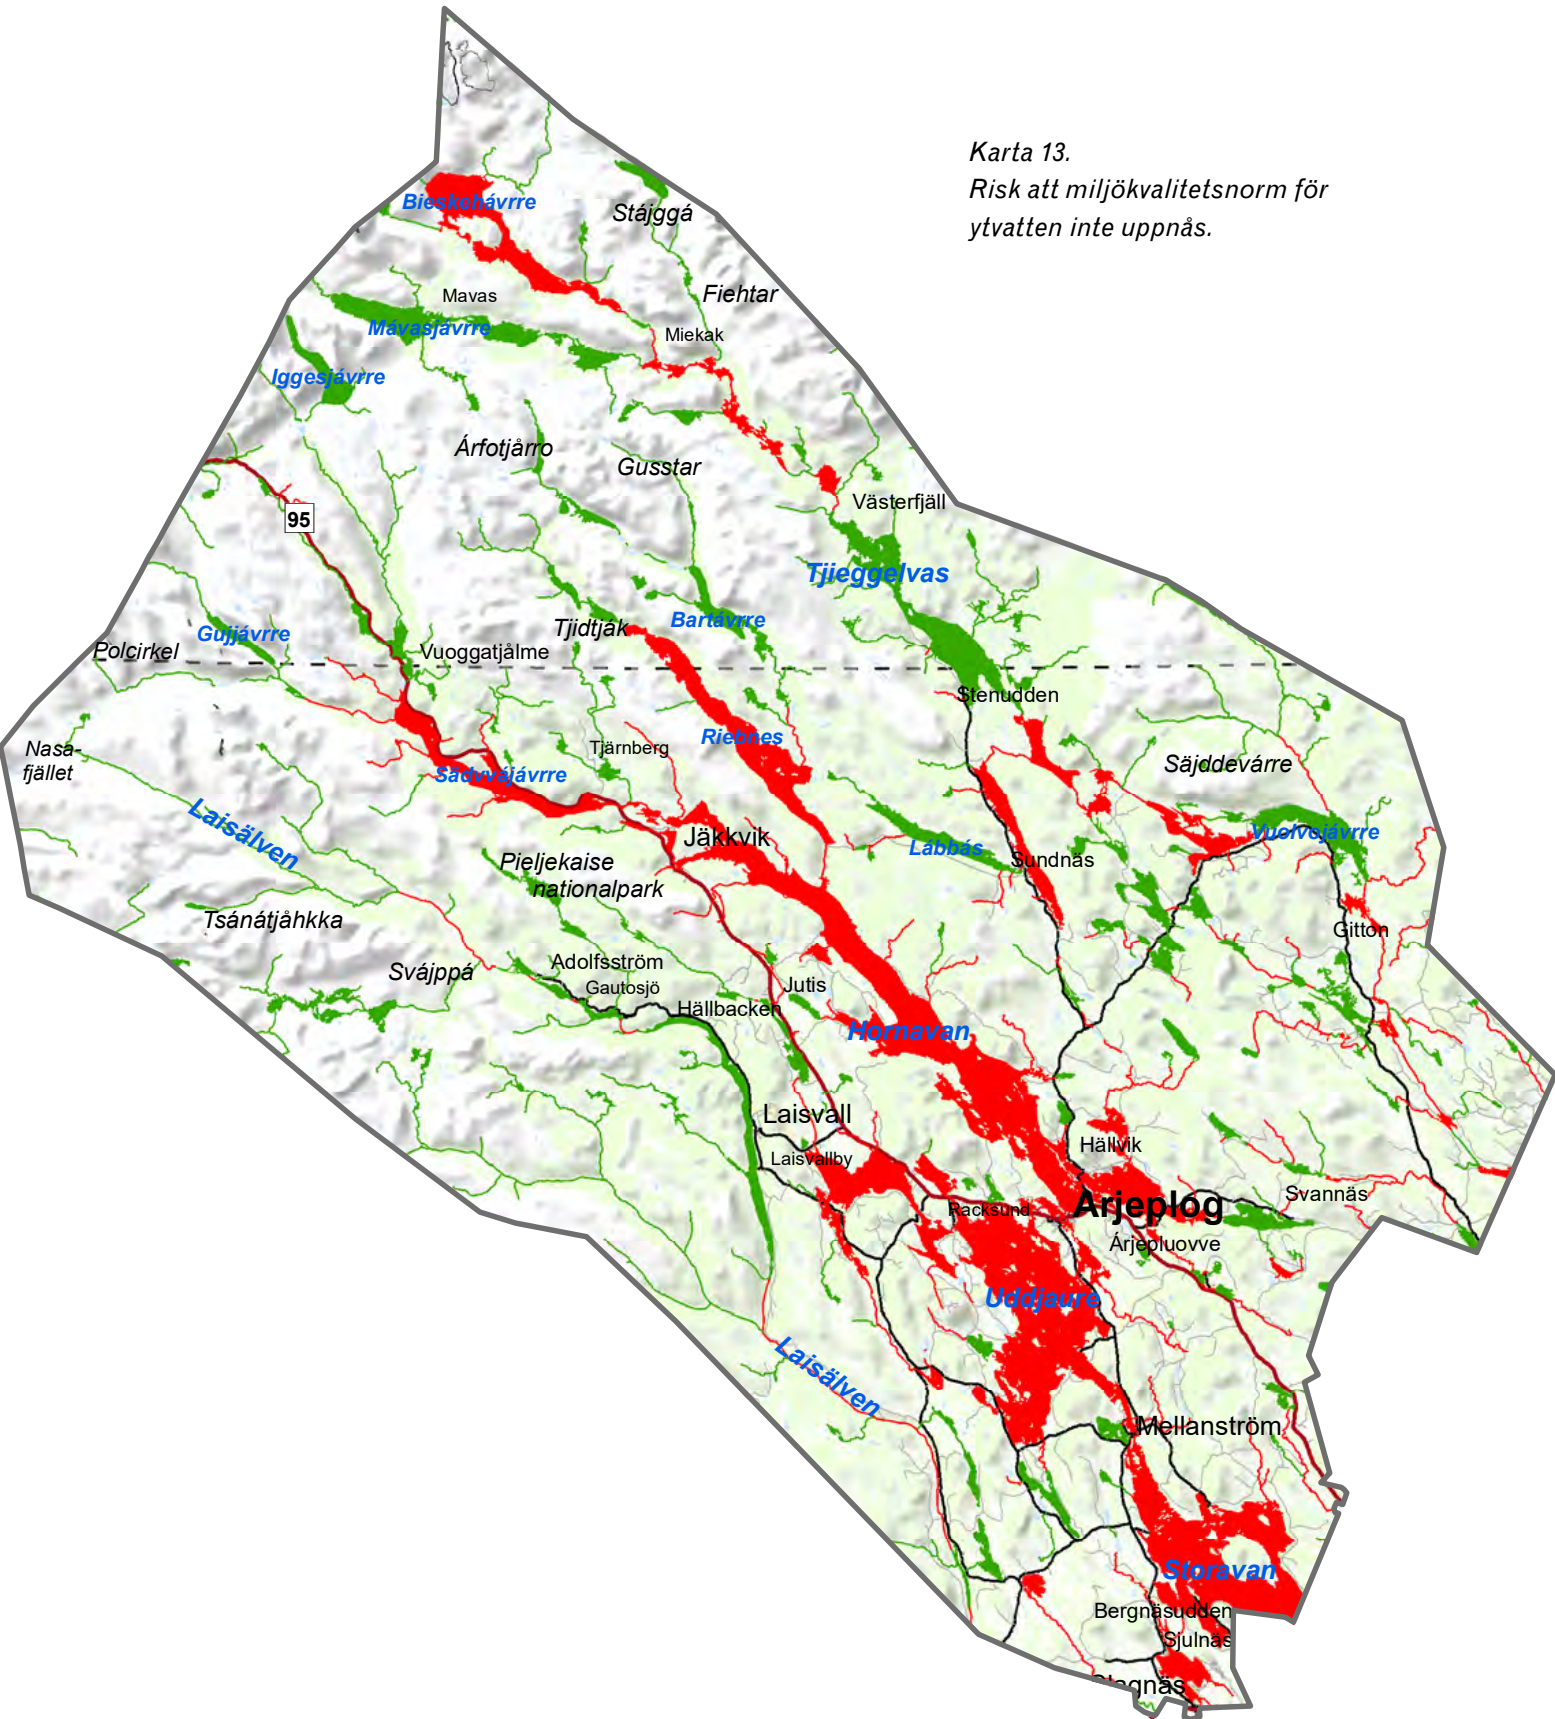 Karta 13.
Risk att miljökvalitetsnorm för
ytvatten inte uppnås.
Bieskehávrre
Stájggá
Mavas
Fiehtar
Mávasjávrre
Miekak
Iggesjávrre
Árfotjårro
Gusstar
Västerfjäll
95
Tjieggelvas
Bartávrre
Gujjávrre
Tjidtják
Polcirkel
Vuoggatjålme
Stenudden
Nasa-
fjället
Riebnes
Tjärnberg
Säjddevárre
Sädvvájávrre
Laisälven
Jäkkvik
Vuolvojávrre
Lábbás
Sundnäs
Pieljekaise
nationalpark
Tsánátjåhkka
Gitton
Svájppá
Adolfsström
Gautosjö
Jutis
Hällbacken
Hornavan
Laisvall
Hällvik
Laisvallby
Svannäs
Racksund
Arjeplog
Árjepluovve
Uddjaure
Laisälven
Mellanström
Storavan
Bergnäsudden
Sjulnäs